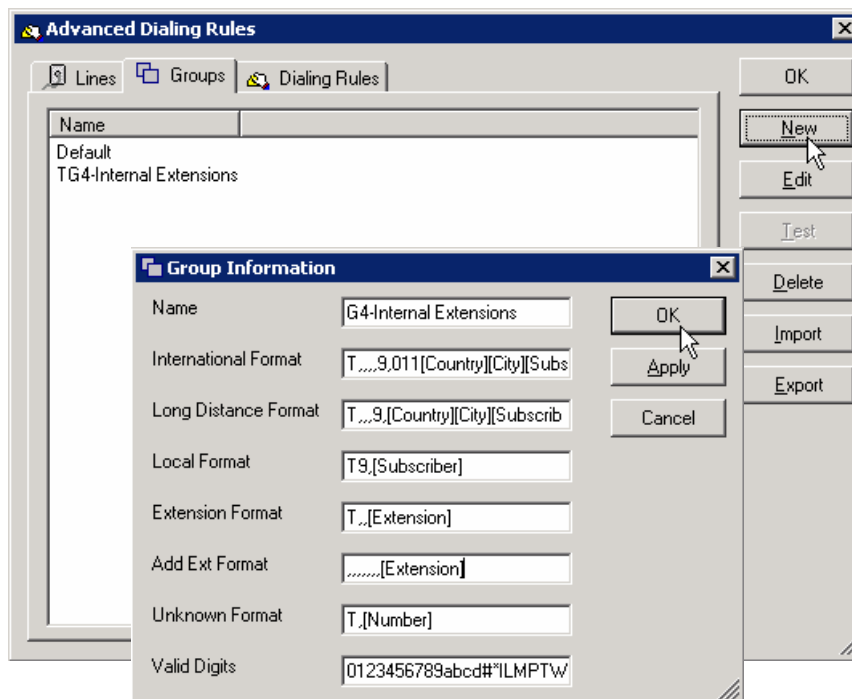 Advanced Dialing Rules
Lines Groups Dialing Rules
OK
New
Edit
Test
Delete
Import
Export
Name
Default
TG4-Internal Extensions
Group Information
Name G4-Internal Extensions
International Format T,,,,9,011[Country][City][Subs
Long Distance Format T,,,9,[Country][City][Subscrib
Local Format T9,[Subscriber]
Extension Format T,,[Extension]
Add Ext Format ,,,,,,,[Extension]
Unknown Format T,[Number]
Valid Digits 0123456789abcd#*!LMPTW
OK
Apply
Cancel